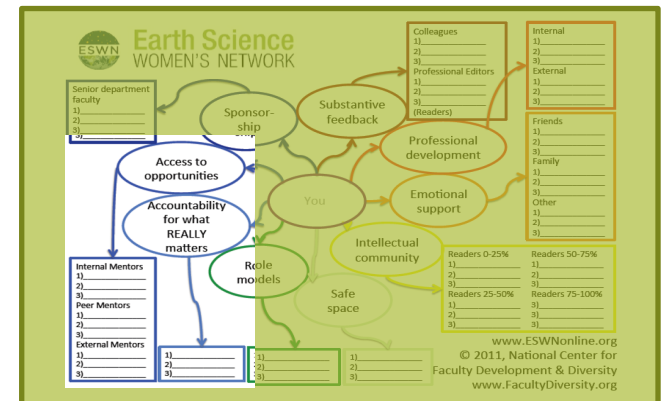 ESWN
Earth Science
WOMEN'S NETWORK
Senior department
faculty
1)
2)
3)
Sponsor-
ship
Substantive
feedback
Colleagues
1)
2)
3)
Professional Editors
1)
2)
3)
(Readers)
Internal
1)
2)
3)
External
1)
2)
3)
Professional
development
Access to
opportunities
You
Emotional
support
Friends
1)
2)
3)
Family
1)
2)
3)
Other
1)
2)
3)
Accountability
for what
REALLY
matters
Role
models
Intellectual
community
Safe
space
Internal Mentors
1)
2)
3)
Peer Mentors
1)
2)
3)
External Mentors
1)
2)
3)
1)
2)
3)
1)
2)
3)
1)
2)
3)
Readers 0-25% Readers 50-75%
1) 1)
2) 2)
3) 3)
Readers 25-50% Readers 75-100%
1) 3)
2) 3)
3) 3)
www.ESWNonline.org
© 2011, National Center for
Faculty Development & Diversity
www.FacultyDiversity.org